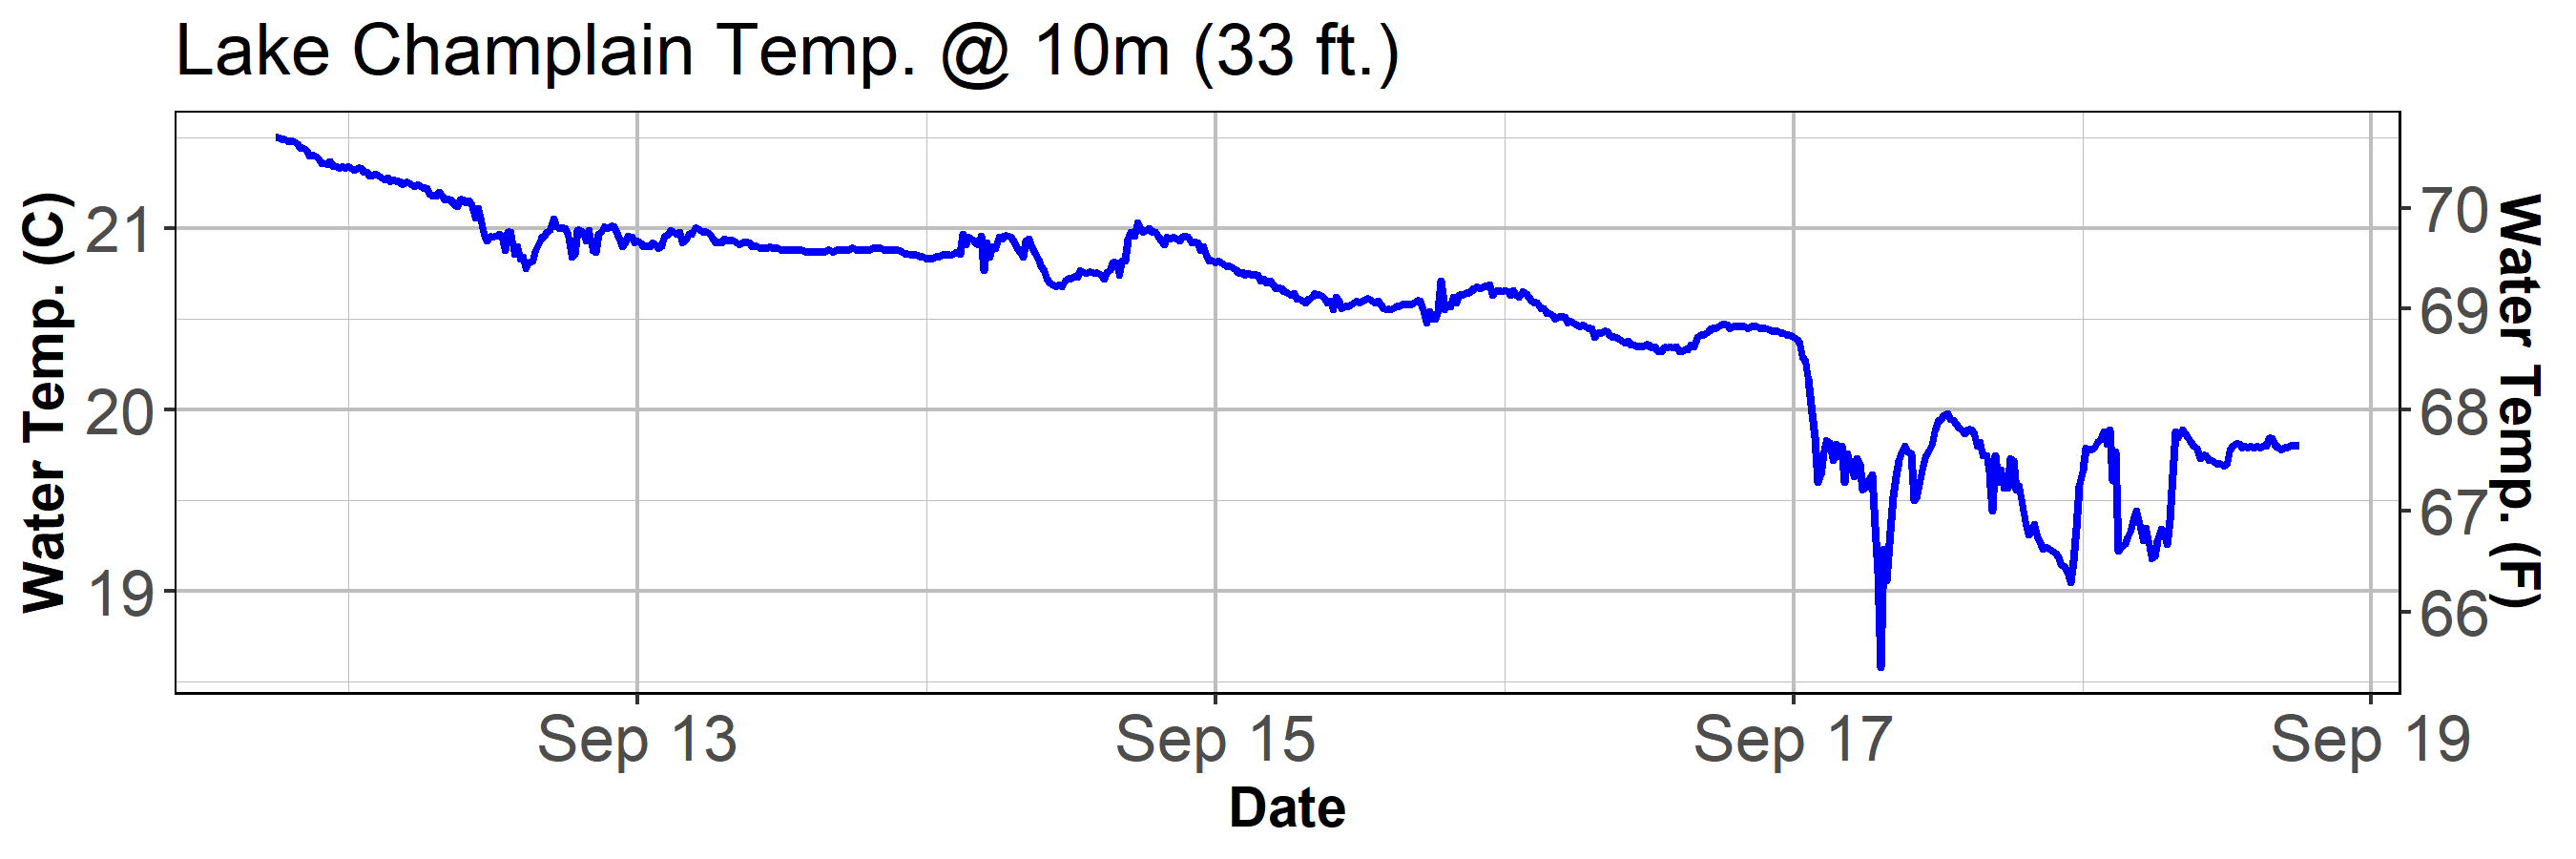 Lake Champlain Temp. @ 10m (33 ft.)
Water Temp. (C)
21
20
19
70
69
68
67
66
Water Temp. (F)
Sep 13
Sep 15
Sep 17
Sep 19
Date